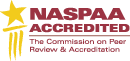 NASPAA
ACCREDITED
The Commission on Peer
Review & Accreditation